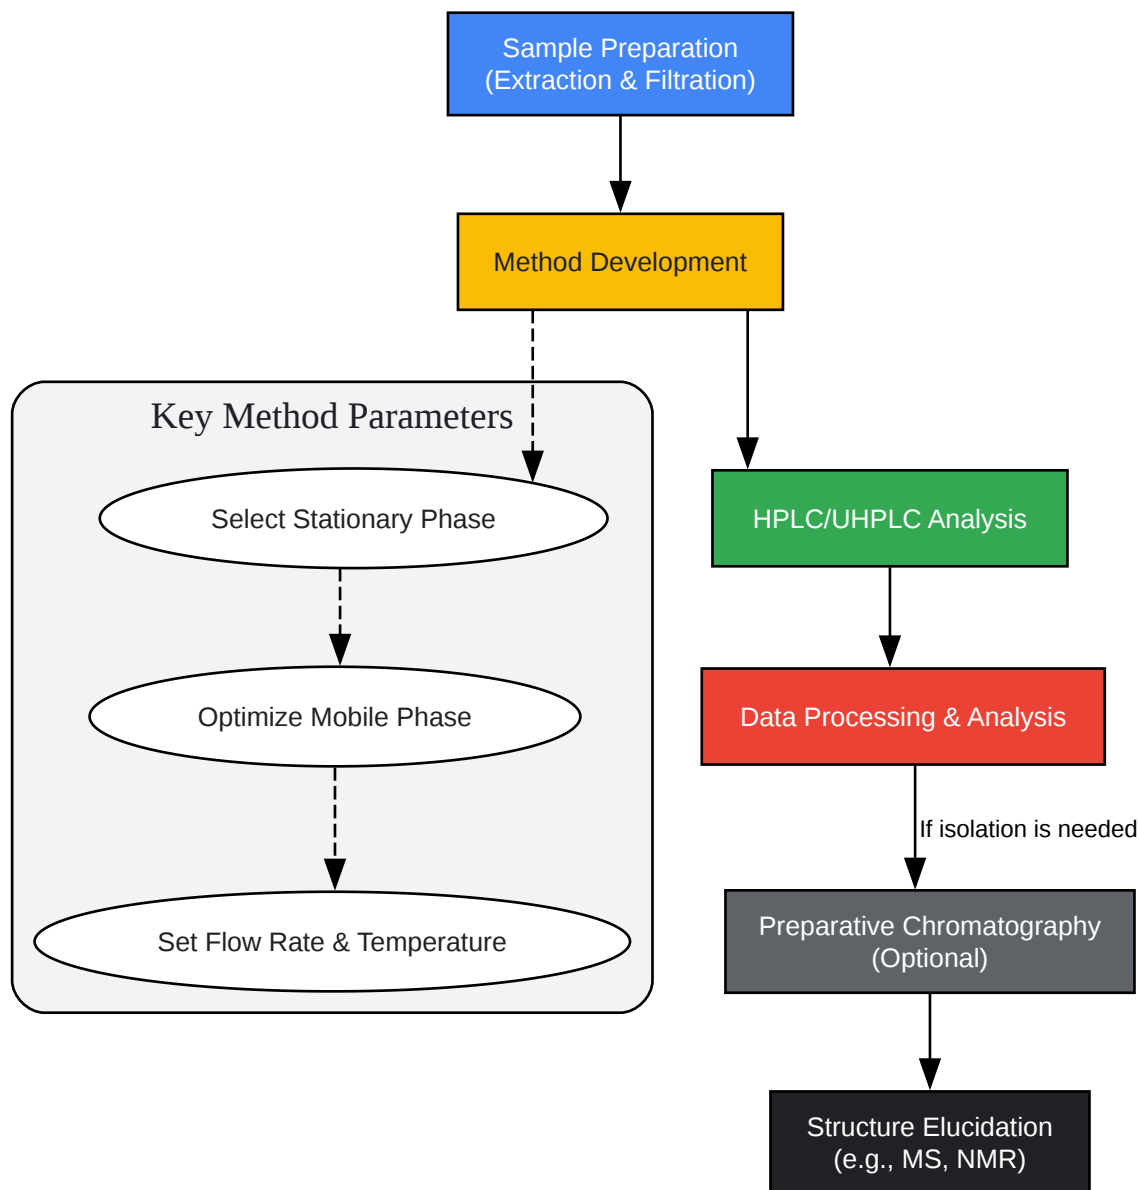 Sample Preparation
(Extraction & Filtration)
Method Development
Key Method Parameters
Select Stationary Phase
Optimize Mobile Phase
Set Flow Rate & Temperature
HPLC/UHPLC Analysis
Data Processing & Analysis
If isolation is needed
Preparative Chromatography
(Optional)
Structure Elucidation
(e.g., MS, NMR)